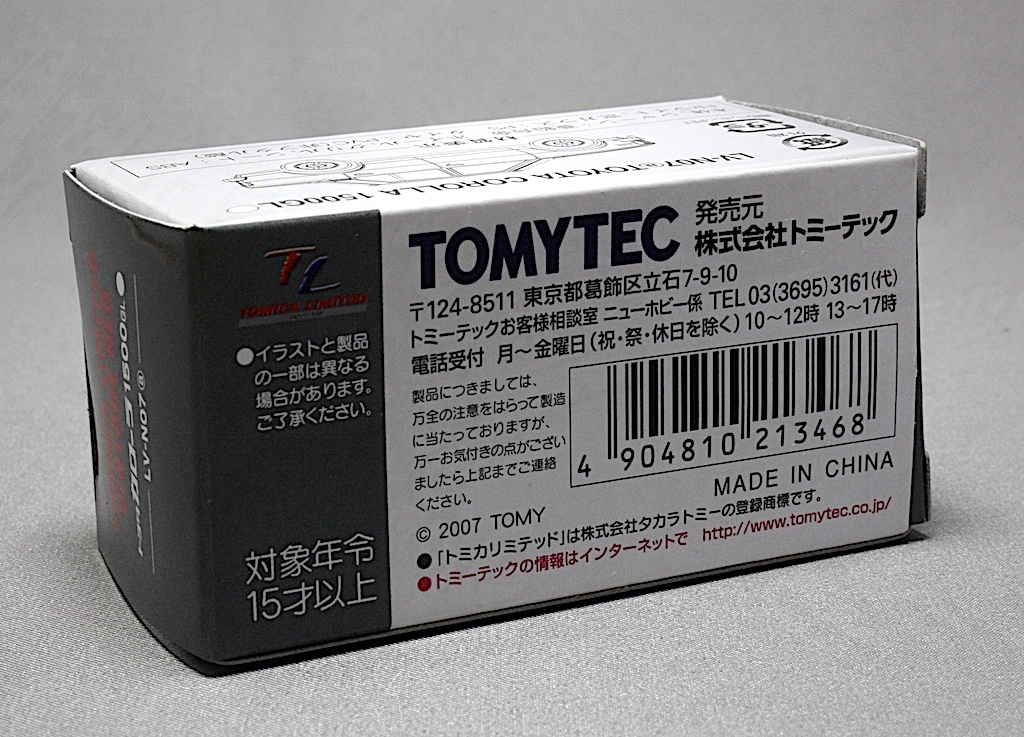 LV-N07ⓐTOYOTA COROLLA 1500GL
TOMYTEC
発売元
株式会社トミーテック
〒124-8511 東京都葛飾区立石7-9-10
トミーテックお客様相談室 ニューホビー係 TEL 03(3695)3161(代)
電話受付 月～金曜日(祝・祭・休日を除く)10～12時 13～17時
製品につきましては、
万全の注意をはらって製造
に当たっておりますが、
万一お気付きの点がござい
ましたら上記までご連絡
ください。
4 904810 213468
MADE IN CHINA
© 2007 TOMY
●「トミカリミテッド」は株式会社タカラトミーの登録商標です。
●トミーテックの情報はインターネットで http://www.tomytec.co.jp/
TL
TOMICA LIMITED
●イラストと製品
の一部は異なる
場合があります。
ご了承ください。
対象年令
15才以上
LV-N07ⓐ
1500GL